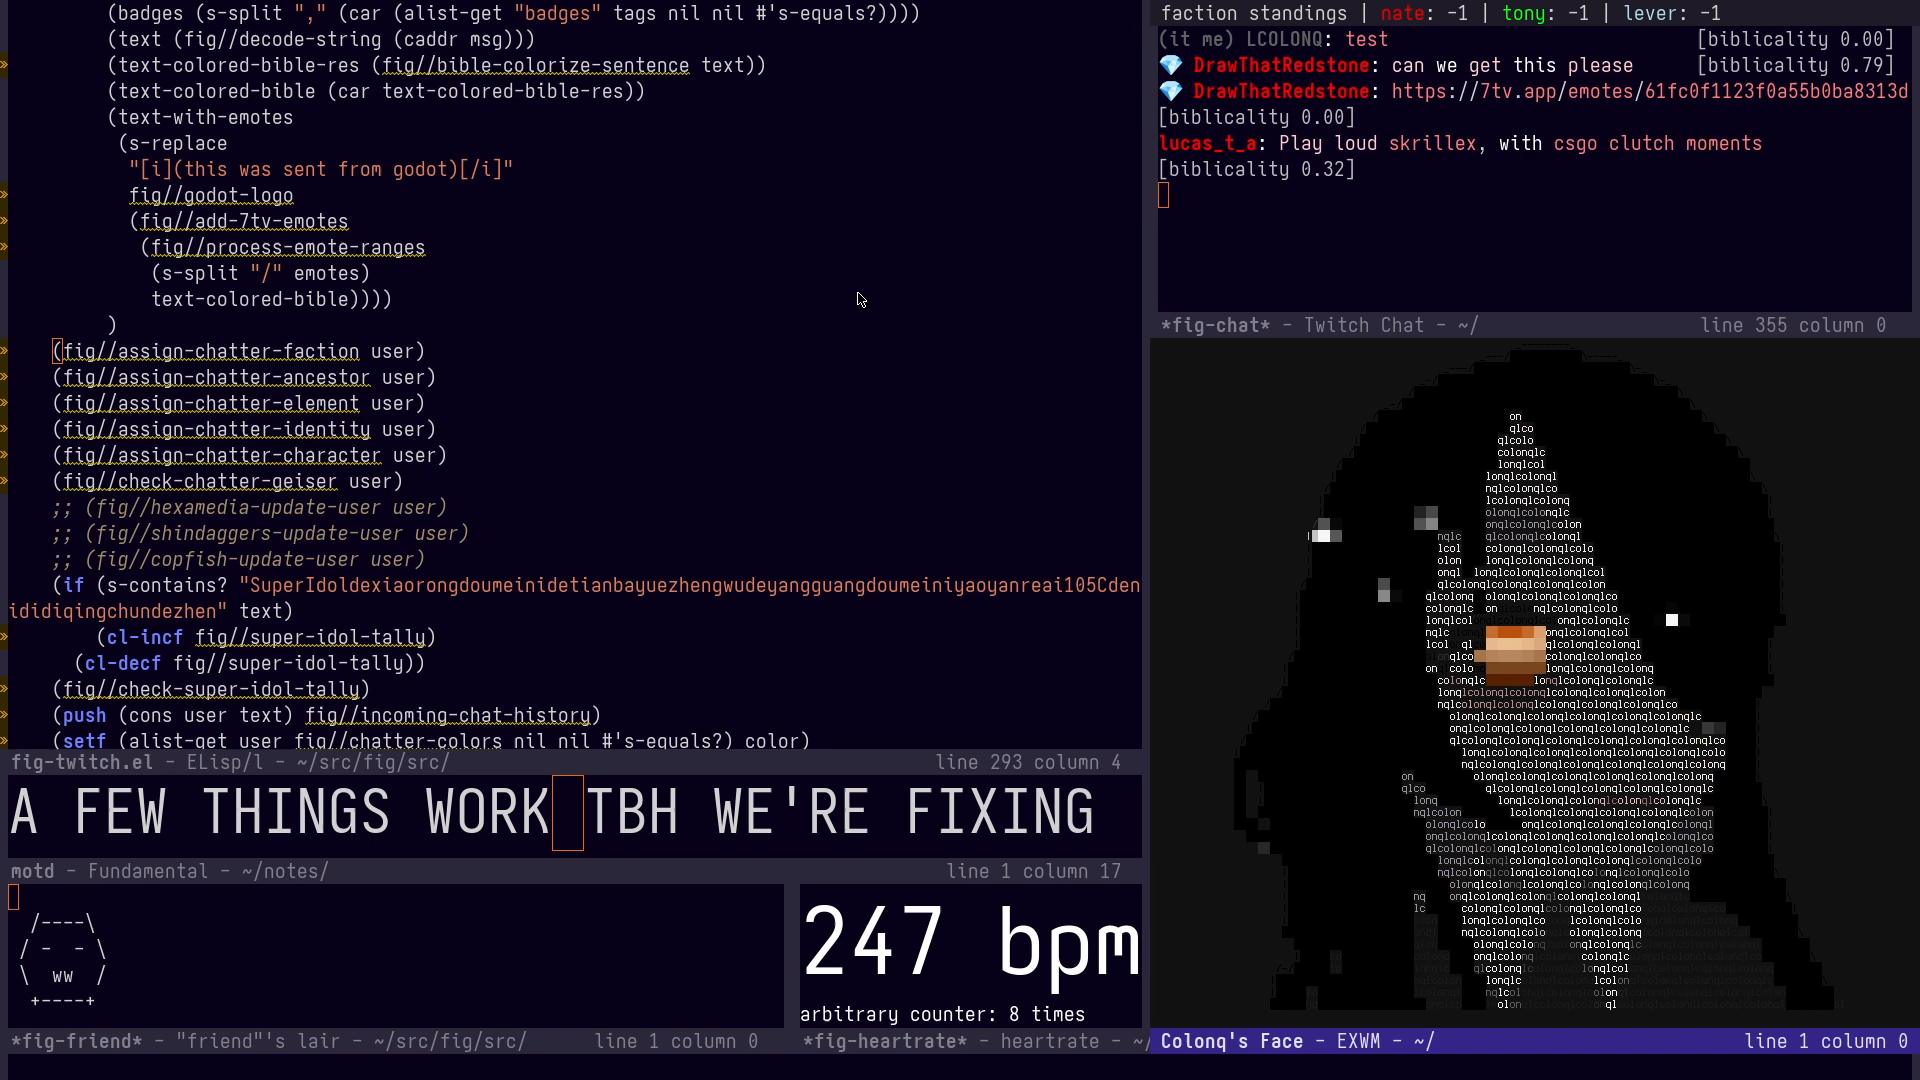 (badges (s-split "," (car (alist-get "badges" tags nil nil #'s-equals?))))
(text (fig//decode-string (caddr msg)))
(text-colored-bible-res (fig//bible-colorize-sentence text))
(text-colored-bible (car text-colored-bible-res))
(text-with-emotes
(s-replace
"[i](this was sent from godot)[/i]"
fig//godot-logo
(fig//add-7tv-emotes
(fig//process-emote-ranges
(s-split "/" emotes)
text-colored-bible))))
)
(fig//assign-chatter-faction user)
(fig//assign-chatter-ancestor user)
(fig//assign-chatter-element user)
(fig//assign-chatter-identity user)
(fig//assign-chatter-character user)
(fig//check-chatter-geiser user)
;; (fig//hexamedia-update-user user)
;; (fig//shindaggers-update-user user)
;; (fig//copfish-update-user user)
(if (s-contains? "SuperIdoldexiaorongdoumeinidetianbayuezhengwudeyangguangdoumeiniyaoyanreai105Cden
ididiqingchundezhen" text)
(cl-incf fig//super-idol-tally)
(cl-decf fig//super-idol-tally))
(fig//check-super-idol-tally)
(push (cons user text) fig//incoming-chat-history)
(setf (alist-get user fig//chatter-colors nil nil #'s-equals?) color)
fig-twitch.el - ELisp/l - ~/src/fig/src/ line 293 column 4
A FEW THINGS WORK TBH WE'RE FIXING
motd - Fundamental - ~/notes/ line 1 column 17
/----\
/ -  - \
\  ww  /
+----+
*fig-friend* - "friend"'s lair - ~/src/fig/src/ line 1 column 0
247 bpm
arbitrary counter: 8 times
*fig-heartrate* - heartrate - ~/
faction standings | nate: -1 | tony: -1 | lever: -1
(it me) LCOLONQ: test [biblicality 0.00]
DrawThatRedstone: can we get this please [biblicality 0.79]
DrawThatRedstone: https://7tv.app/emotes/61fc0f1123f0a55b0ba8313d
[biblicality 0.00]
lucas_t_a: Play loud skrillex, with csgo clutch moments
[biblicality 0.32]
*fig-chat* - Twitch Chat - ~/ line 355 column 0
Colonq's Face - EXWM - ~/ line 1 column 0